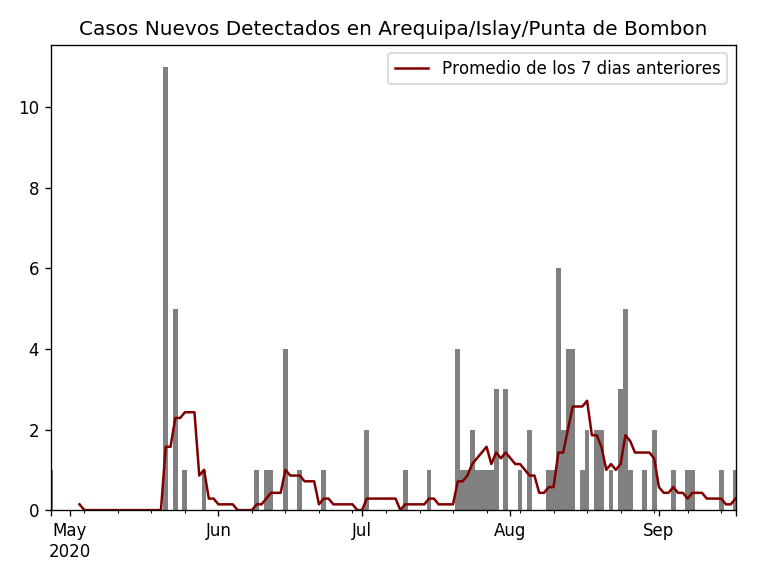 Casos Nuevos Detectados en Arequipa/Islay/Punta de Bombon
Promedio de los 7 dias anteriores
10
8
6
4
2
0
May Jun Jul Aug Sep
2020